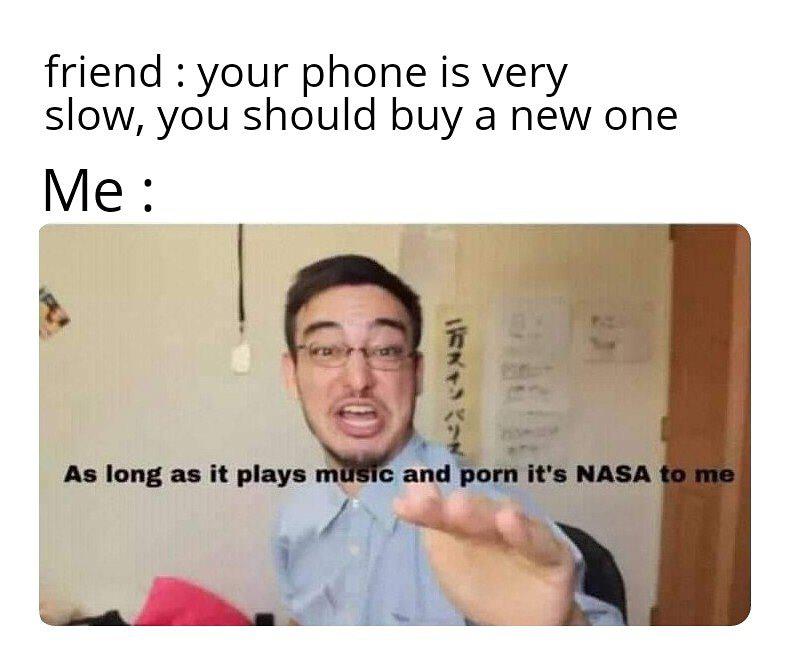 friend : your phone is very
slow, you should buy a new one
Me :
As long as it plays music and porn it's NASA to me